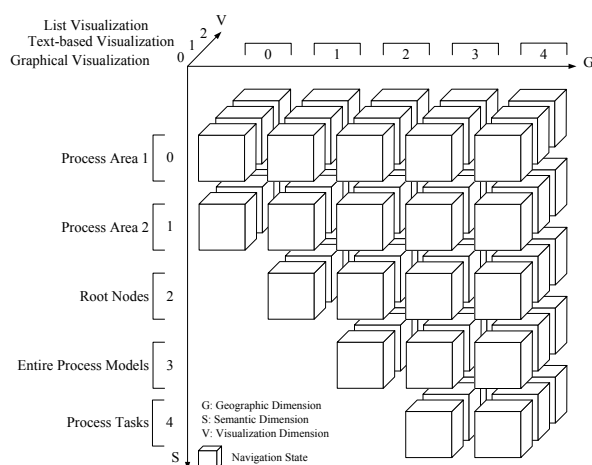 List Visualization
Text-based Visualization
Graphical Visualization
0
1
2
V
0 1 2 3 4
G
Process Area 1 0
Process Area 2 1
Root Nodes 2
Entire Process Models 3
Process Tasks 4
S
G: Geographic Dimension
S: Semantic Dimension
V: Visualization Dimension
Navigation State